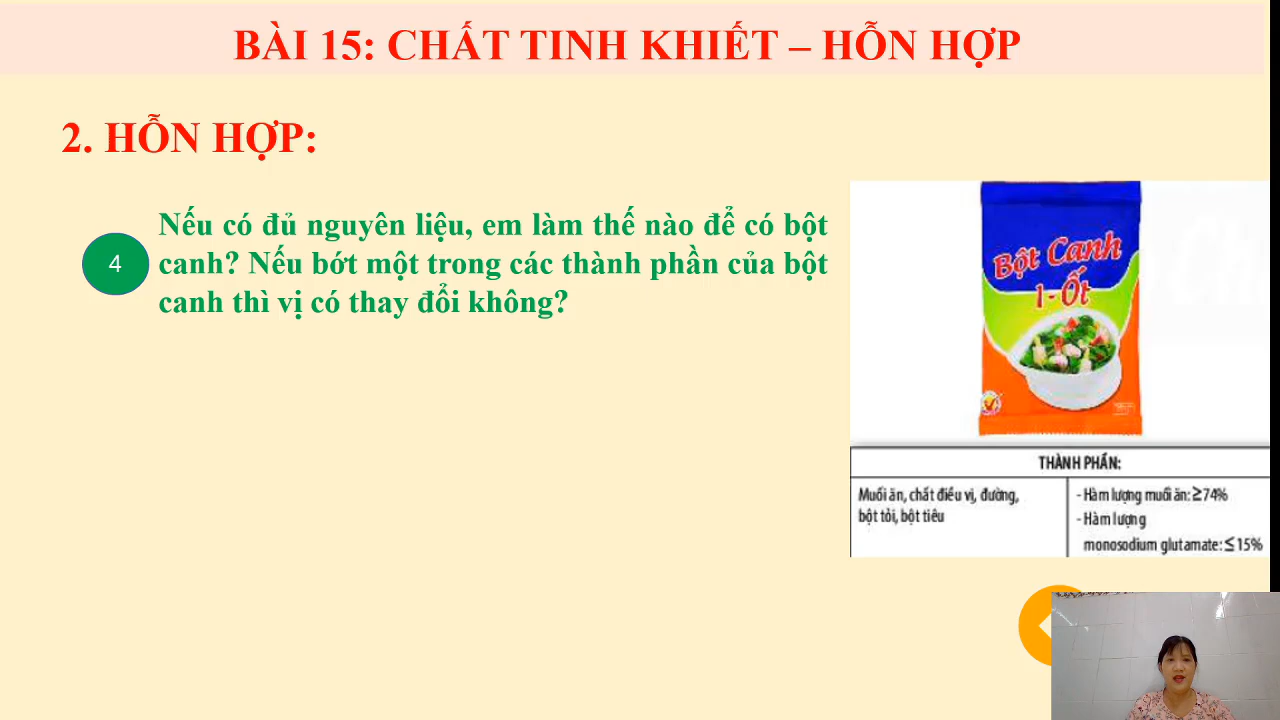 BÀI 15: CHẤT TINH KHIẾT – HỖN HỢP
2. HỖN HỢP:
4
Nếu có đủ nguyên liệu, em làm thế nào để có bột
canh? Nếu bớt một trong các thành phần của bột
canh thì vị có thay đổi không?
Bột Canh
I-Ốt
THÀNH PHẦN:
Muối ăn, chất điều vị, đường,
bột tỏi, bột tiêu
- Hàm lượng muối ăn: ≥74%
- Hàm lượng
monosodium glutamate: ≤ 15%